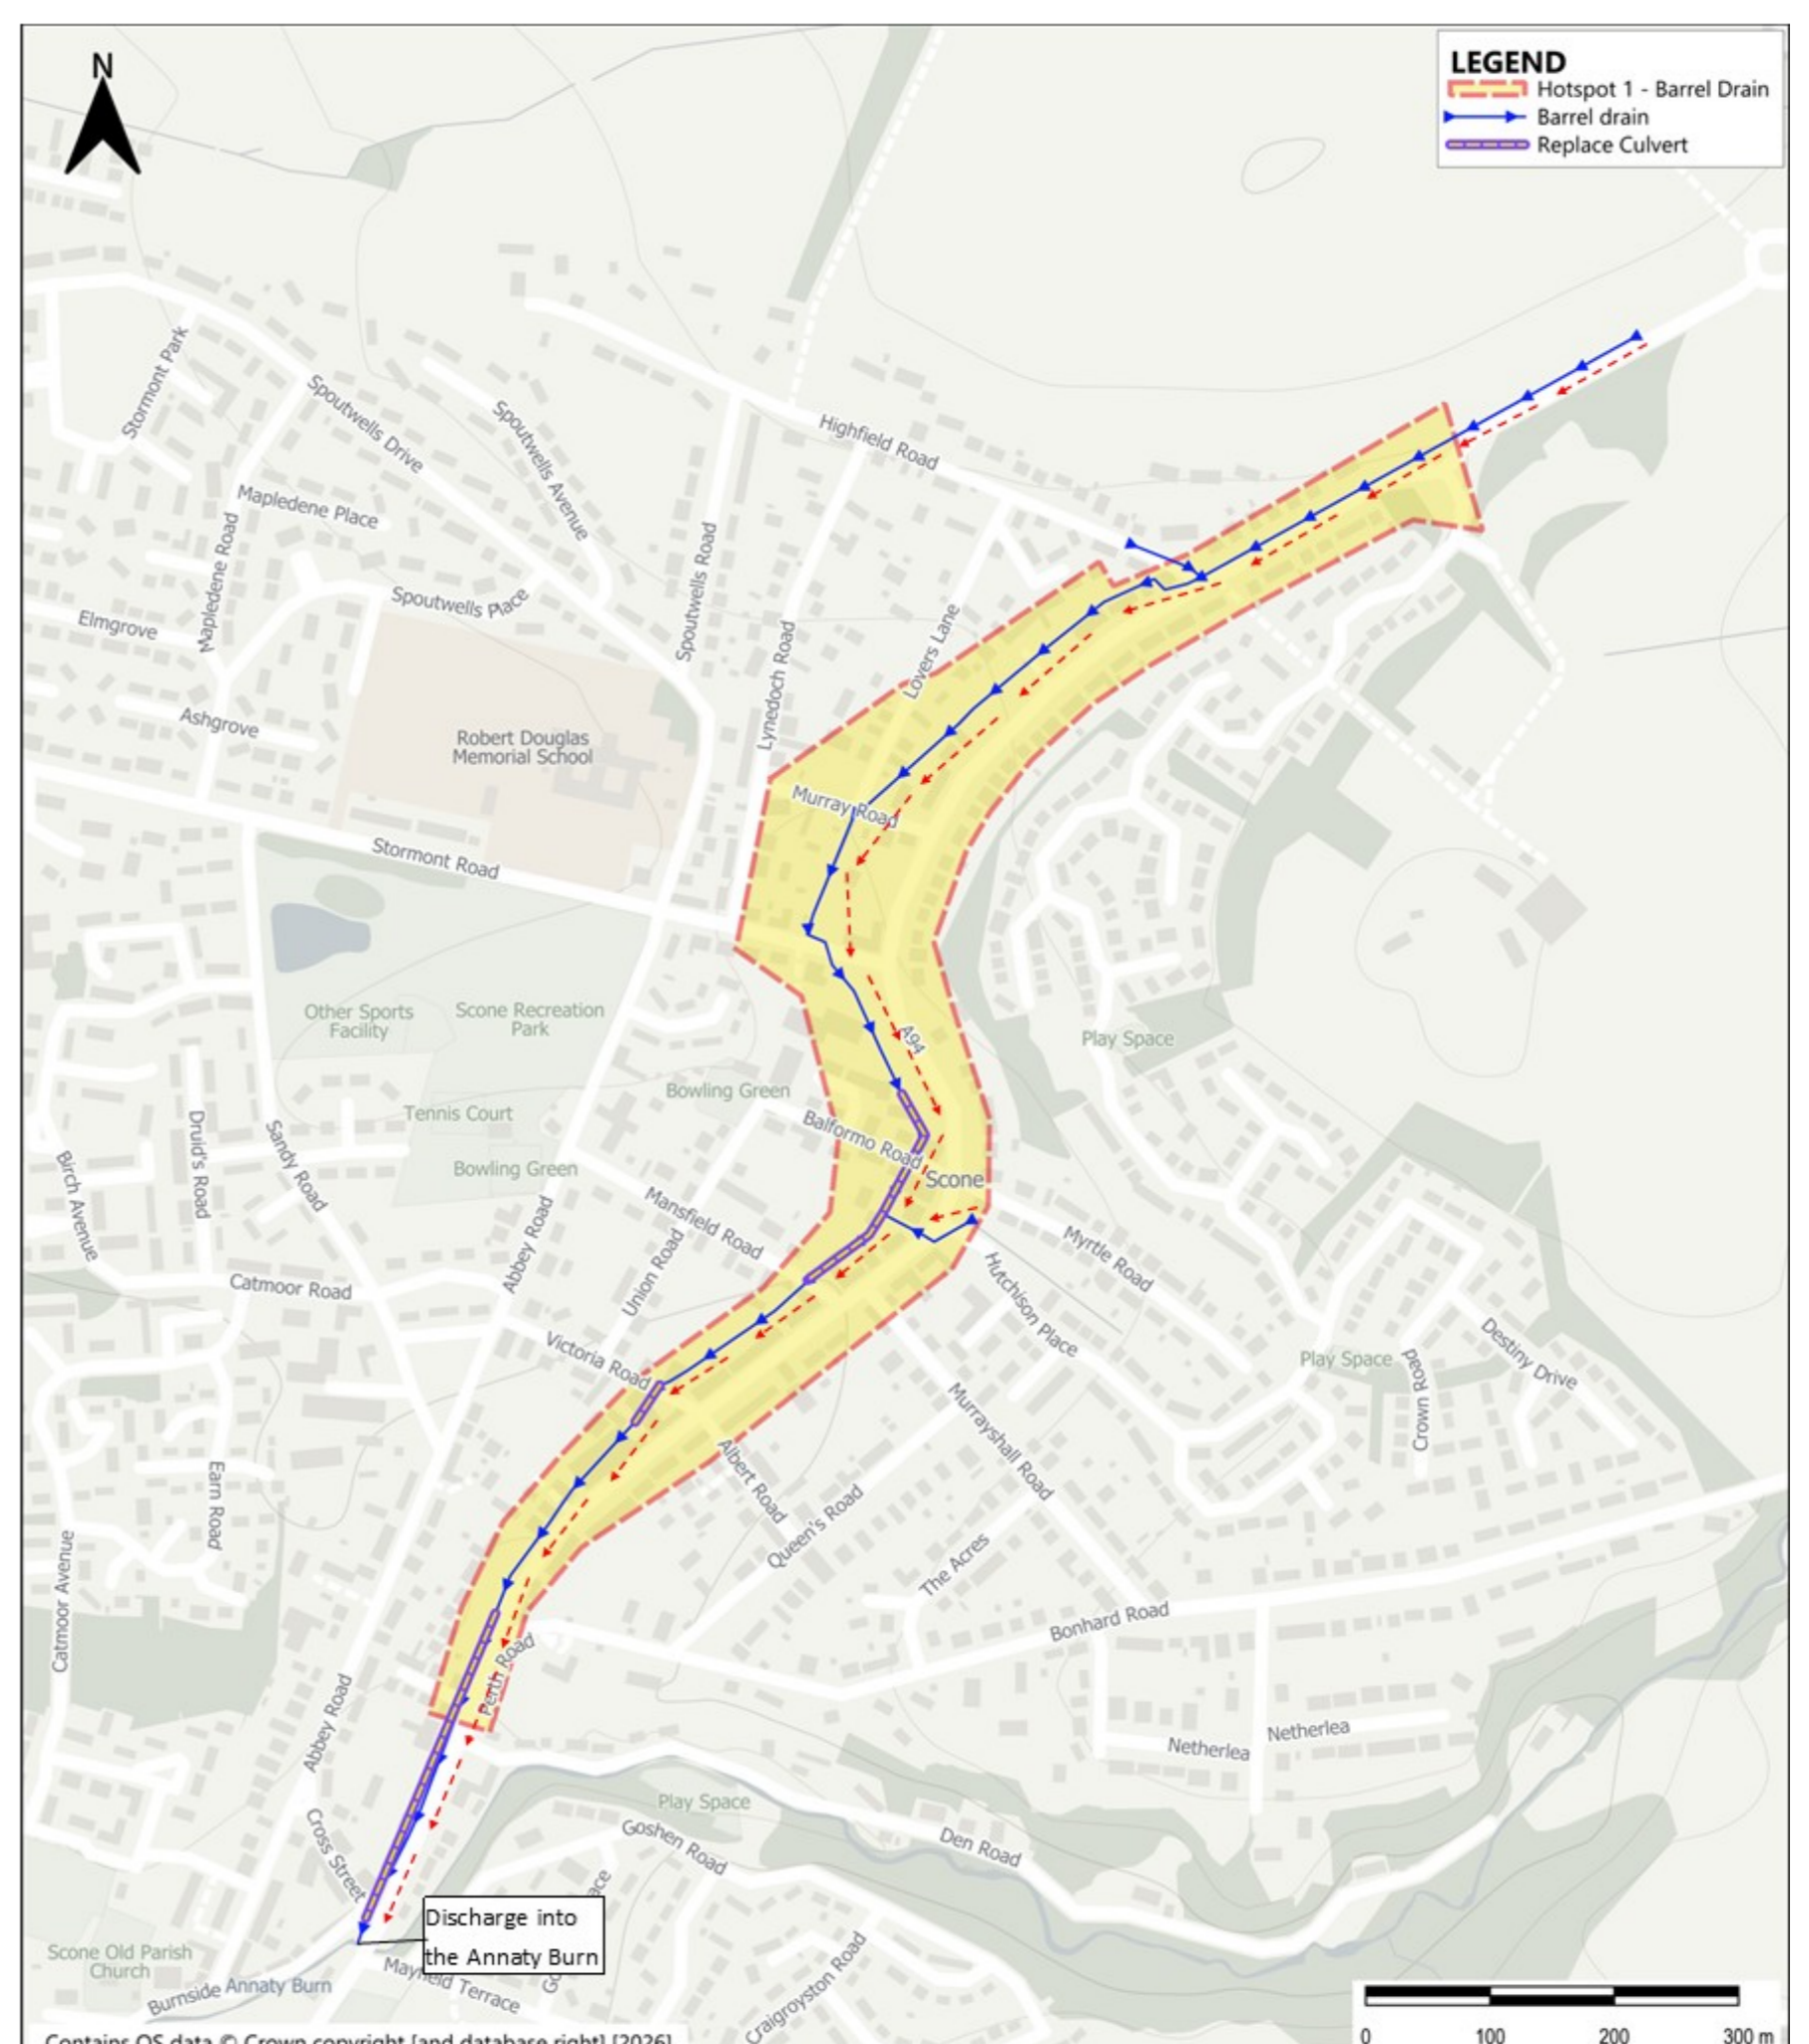 N
LEGEND
Hotspot 1 - Barrel Drain
Barrel drain
Replace Culvert
Stormont Park
Spoutwells Drive
Spoutwells Avenue
Highfield Road
Mapledene Place
Mapledene Road
Spoutwells Road
Spoutwells Place
Elmgrove
Lynedoch Road
Lovers Lane
Ashgrove
Robert Douglas
Memorial School
Murray Road
Stormont Road
Other Sports
Facility
Scone Recreation
Park
A94
Play Space
Bowling Green
Tennis Court
Balformo Road
Druid's Road
Sandy Road
Birch Avenue
Bowling Green
Scone
Mansfield Road
Abbey Road
Union Road
Myrtle Road
Hutchison Place
Catmoor Road
Victoria Road
Destiny Drive
Play Space
Crown Road
Murrayshall Road
Albert Road
Queen's Road
Earn Road
The Acres
Catmoor Avenue
Bonhard Road
Perth Road
Abbey Road
Netherlea
Netherlea
Play Space
Goshen Road
Den Road
Cross Street
ace
Discharge into
the Annaty Burn
Scone Old Parish
Church
Burnside
Annaty Burn
Mayfield Terrace
Go
Craigroyston Road
0 100 200 300 m
Contains OS data © Crown copyright [and database right] [2026]